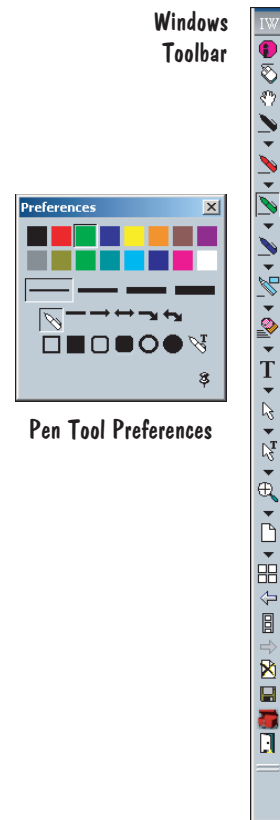 Windows
Toolbar
IW
Preferences
T
T
T
Pen Tool Preferences